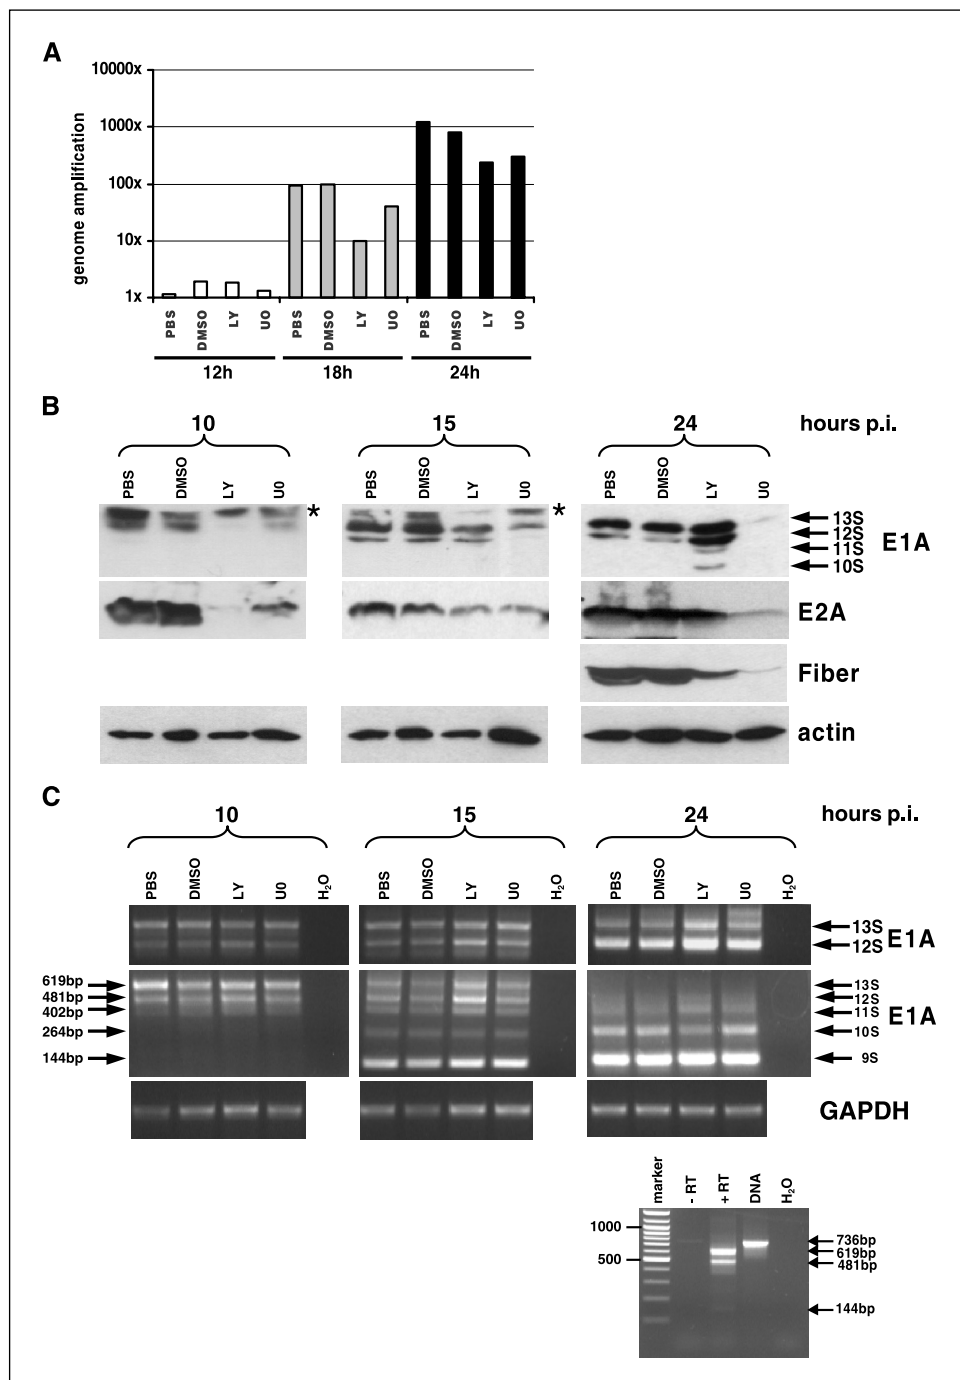 A
10000x
1000x
100x
10x
1x
genome amplification
PBS DMSO LY UO PBS DMSO LY UO PBS DMSO LY UO
12h 18h 24h
B
10 15 24 hours p.i.
PBS DMSO LY U0 PBS DMSO LY U0 PBS DMSO LY U0
* *
13S
12S
11S
10S
E1A
E2A
Fiber
actin
C
10 15 24 hours p.i.
PBS DMSO LY U0 H₂O PBS DMSO LY U0 H₂O PBS DMSO LY U0 H₂O
13S
12S
E1A
619bp
481bp
402bp
264bp
144bp
13S
12S
11S
10S
9S
E1A
GAPDH
marker - RT + RT DNA H₂O
1000
500
736bp
619bp
481bp
144bp